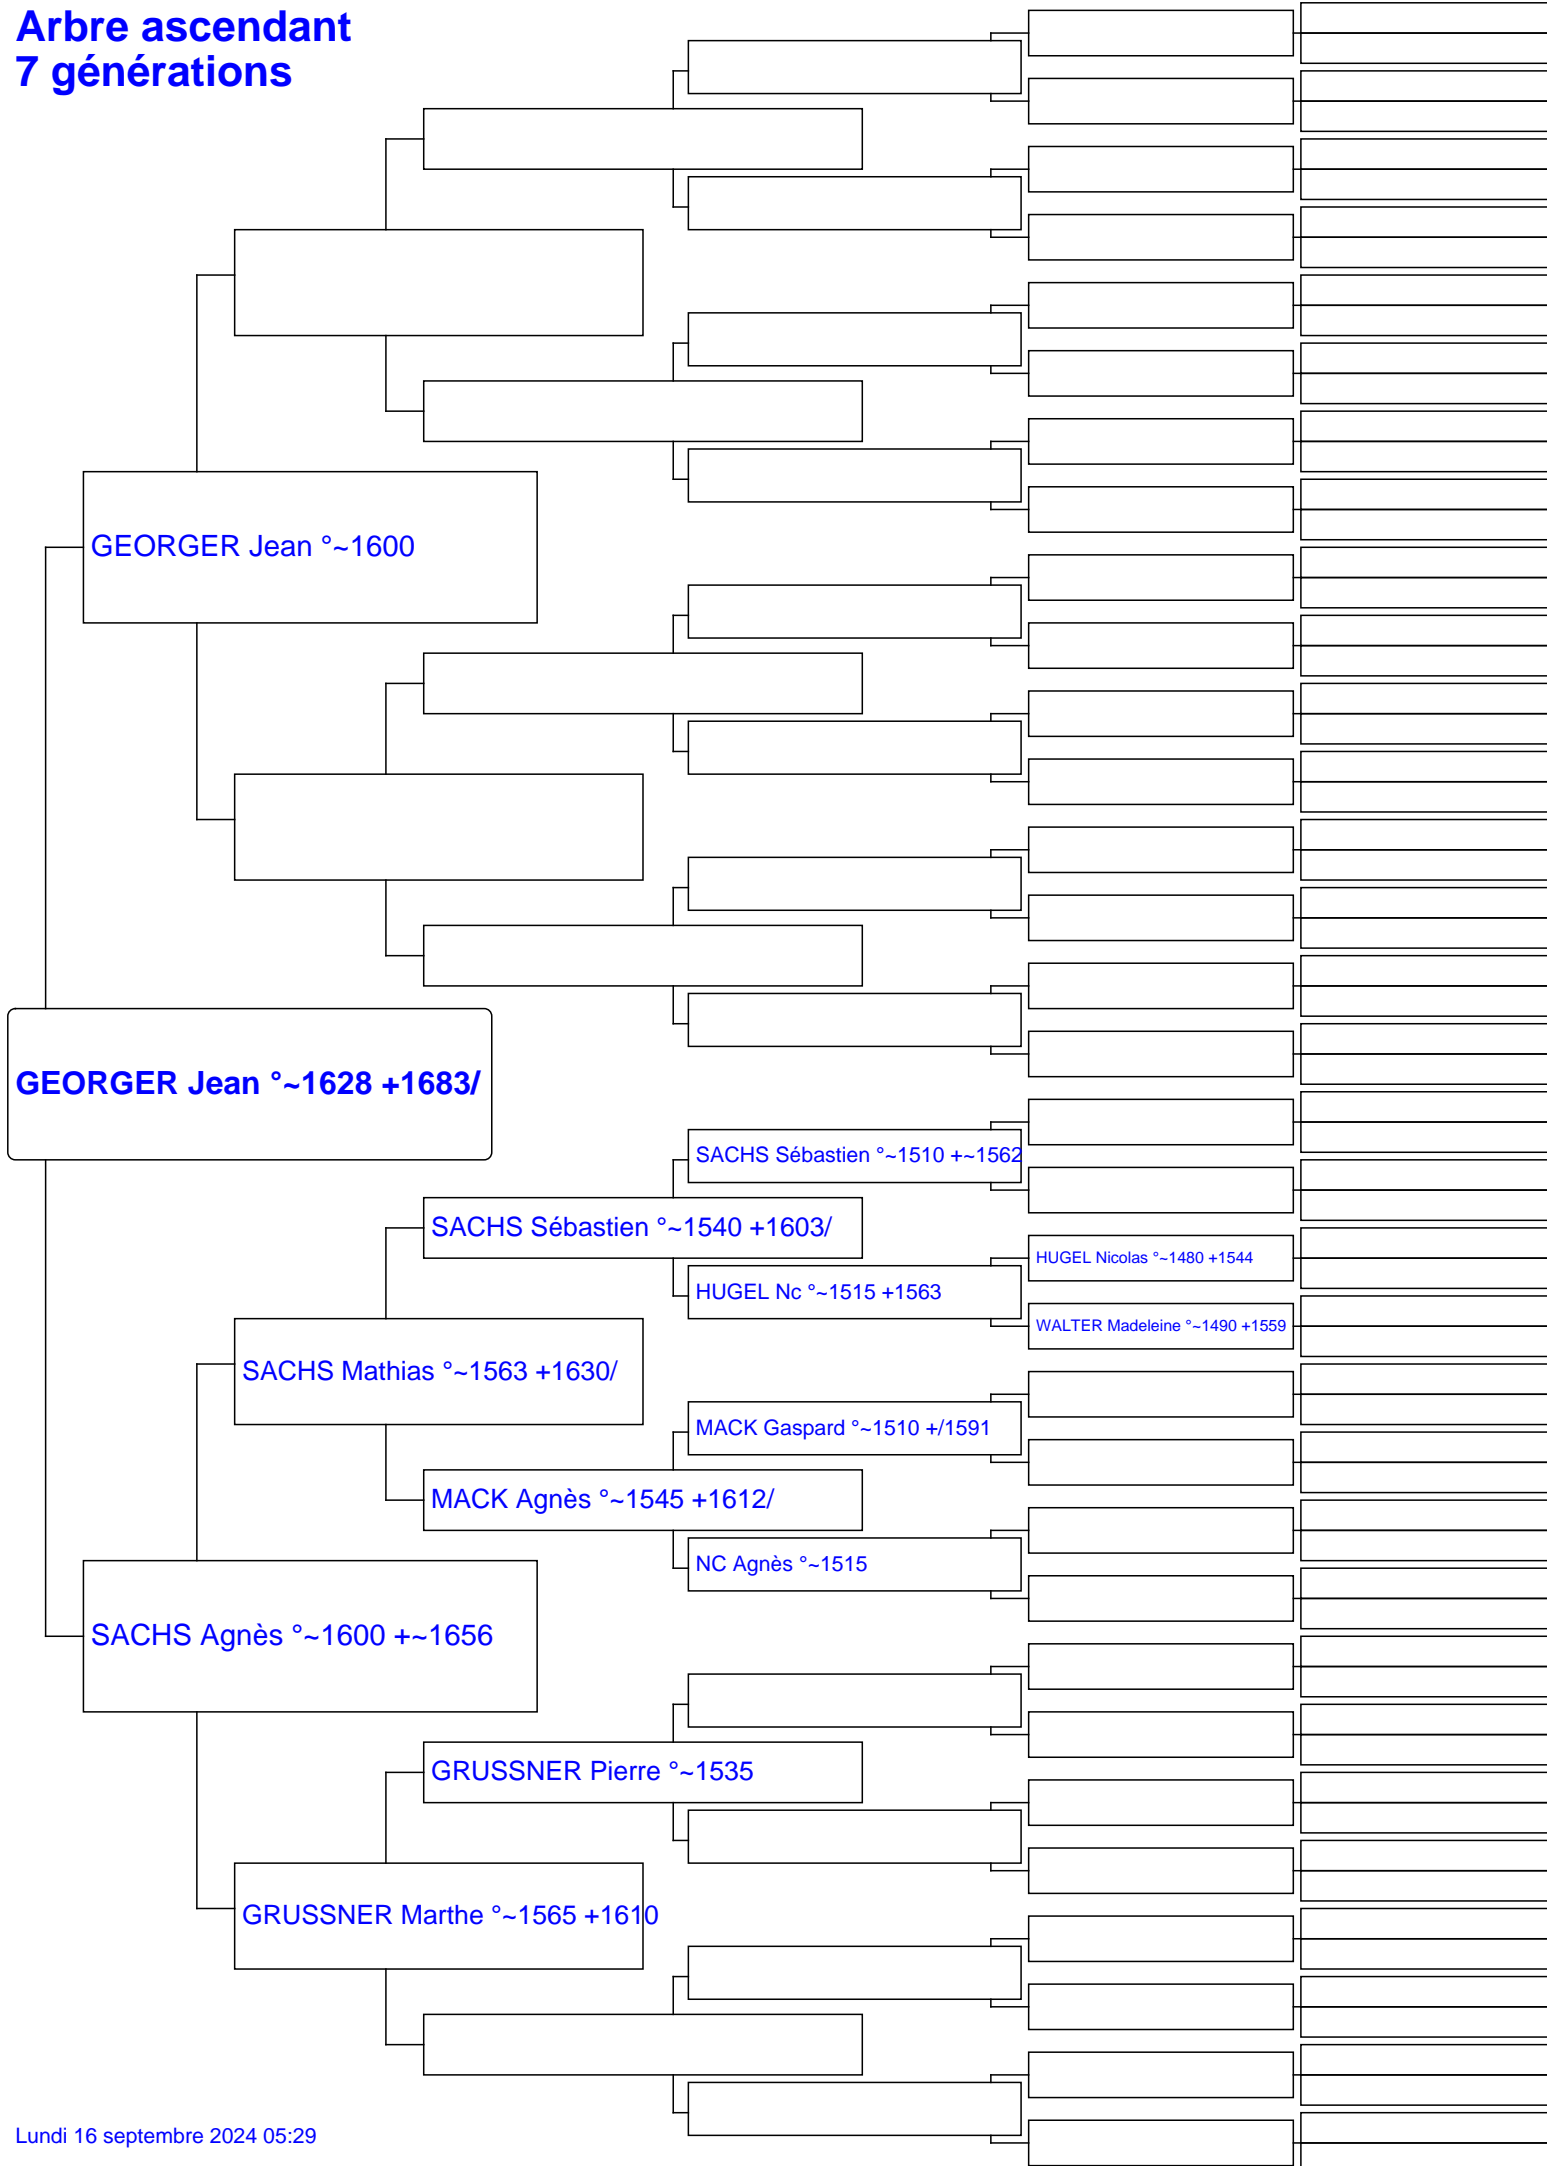 Arbre ascendant
7 générations
GEORGER Jean °~1600
GEORGER Jean °~1628 +1683/
SACHS Sébastien °~1510 +~1562
SACHS Sébastien °~1540 +1603/
HUGEL Nicolas °~1480 +1544
HUGEL Nc °~1515 +1563
WALTER Madeleine °~1490 +1559
SACHS Mathias °~1563 +1630/
MACK Gaspard °~1510 +/1591
MACK Agnès °~1545 +1612/
NC Agnès °~1515
SACHS Agnès °~1600 +~1656
GRUSSNER Pierre °~1535
GRUSSNER Marthe °~1565 +1610
Lundi 16 septembre 2024 05:29